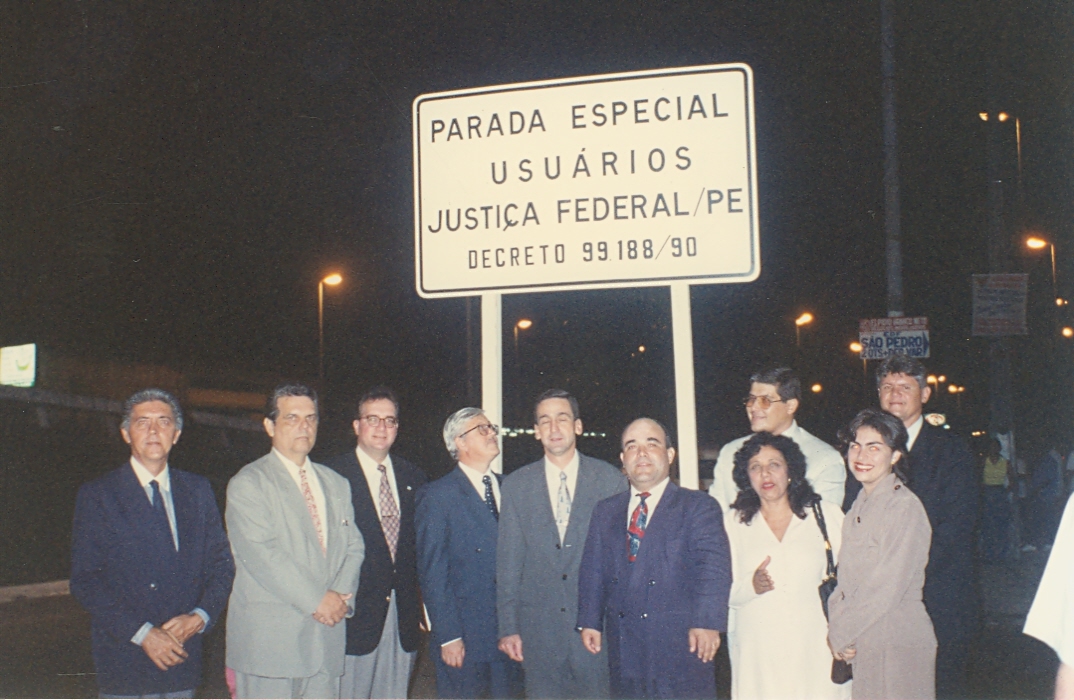 PARADA ESPECIAL
USUÁRIOS
JUSTIÇA FEDERAL/PE
DECRETO 99.188/90
SÃO PEDRO